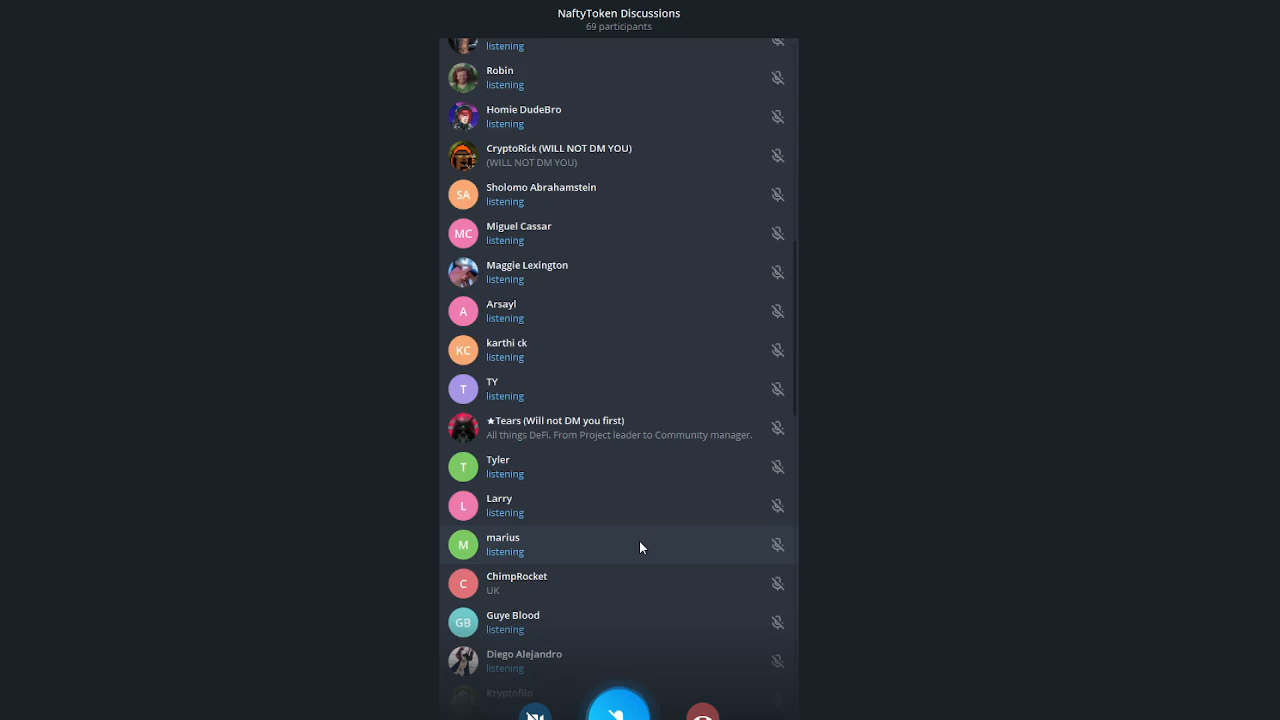 NaftyToken Discussions
69 participants
listening
Robin
listening
Homie DudeBro
listening
CryptoRick (WILL NOT DM YOU)
(WILL NOT DM YOU)
SA
Sholomo Abrahamstein
listening
MC
Miguel Cassar
listening
Maggie Lexington
listening
A
Arsayl
listening
KC
karthi ck
listening
T
TY
listening
★Tears (Will not DM you first)
All things DeFi. From Project leader to Community manager.
T
Tyler
listening
L
Larry
listening
M
marius
listening
C
ChimpRocket
UK
GB
Guye Blood
listening
Diego Alejandro
listening
Kryptofilo